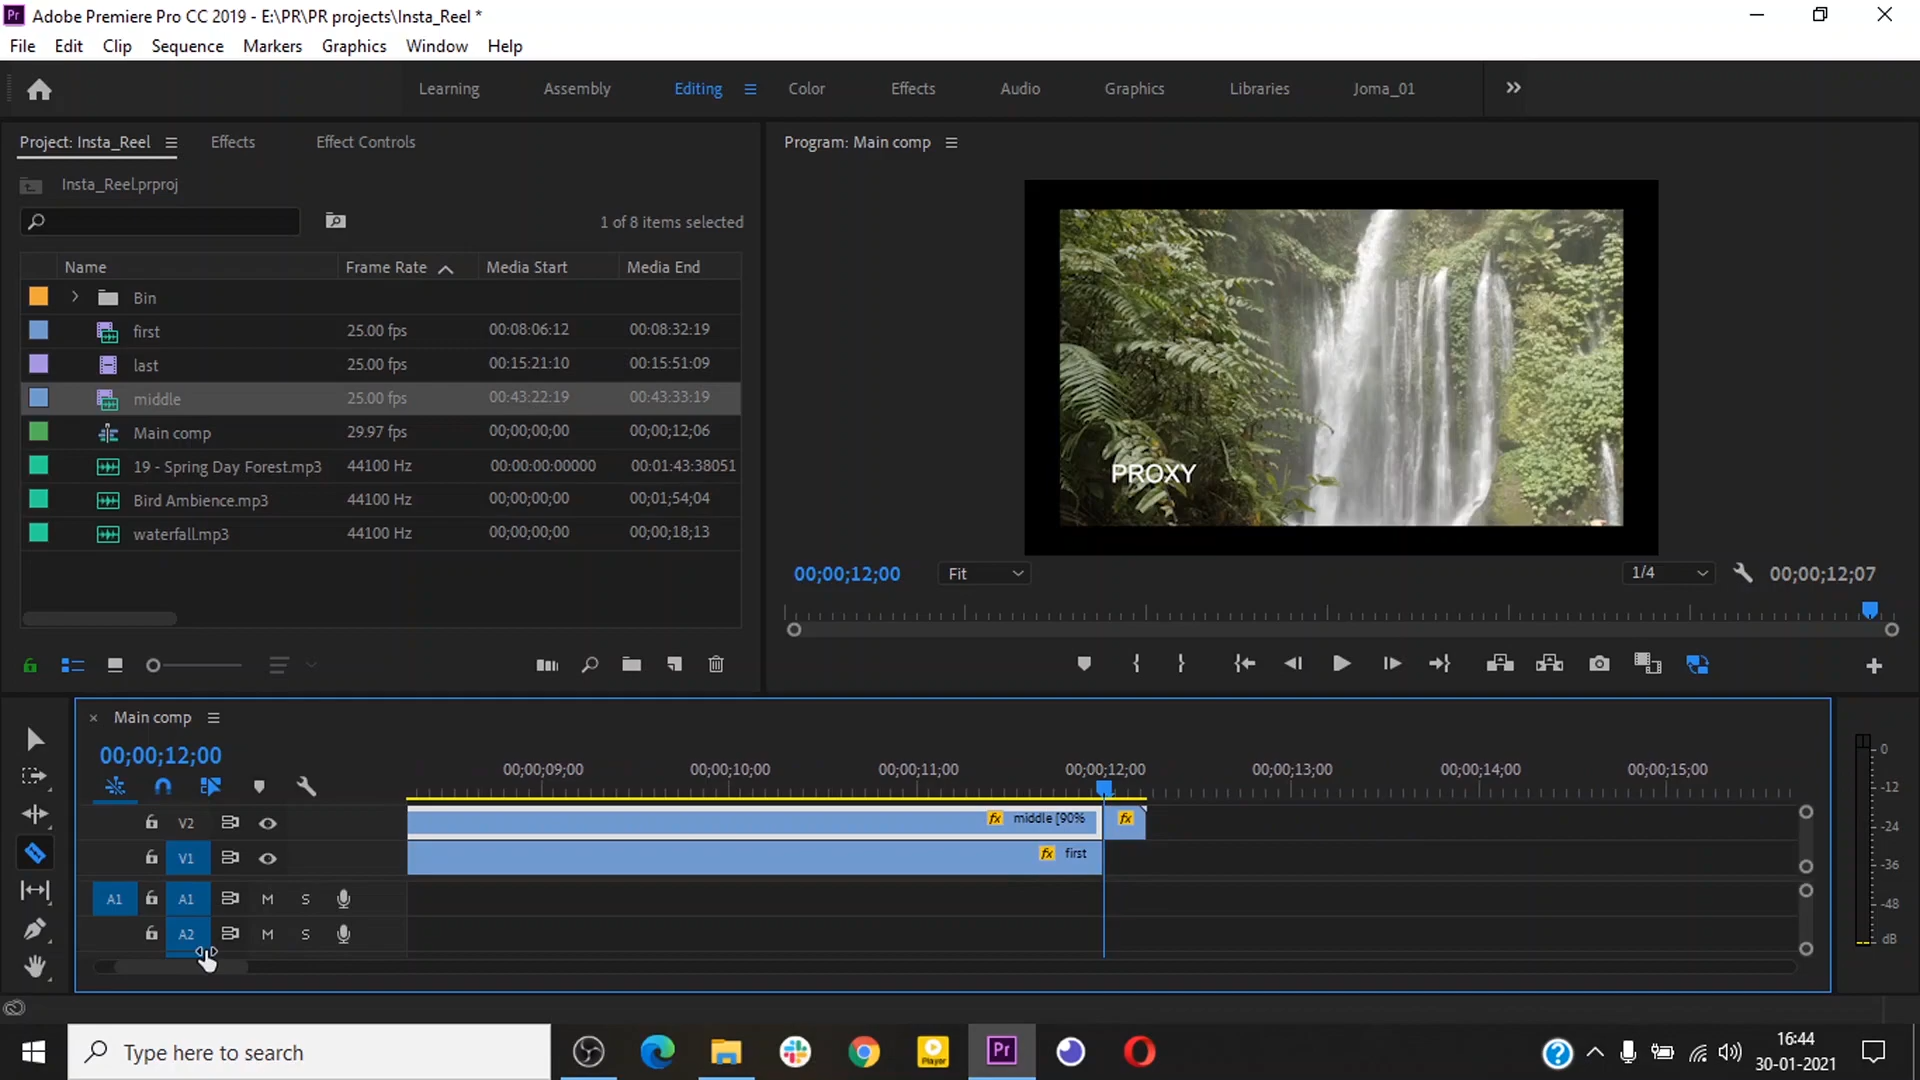 Pr Adobe Premiere Pro CC 2019 - E:\PR\PR projects\Insta_Reel *
File Edit Clip Sequence Markers Graphics Window Help
Learning Assembly Editing Color Effects Audio Graphics Libraries Joma_01
Project: Insta_Reel Effects Effect Controls
Insta_Reel.prproj
1 of 8 items selected
Name Frame Rate Media Start Media End
Bin
first 25.00 fps 00:08:06:12 00:08:32:19
last 25.00 fps 00:15:21:10 00:15:51:09
middle 25.00 fps 00:43:22:19 00:43:33:19
Main comp 29.97 fps 00;00;00;00 00;00;12;06
19 - Spring Day Forest.mp3 44100 Hz 00:00:00:00000 00:01:43:38051
Bird Ambience.mp3 44100 Hz 00;00;00;00 00;01;54;04
waterfall.mp3 44100 Hz 00;00;00;00 00;00;18;13
Program: Main comp
PROXY
00;00;12;00 Fit 1/4 00;00;12;07
Main comp
00;00;12;00
00;00;09;00 00;00;10;00 00;00;11;00 00;00;12;00 00;00;13;00 00;00;14;00 00;00;15;00
V2 fx middle [90% fx
V1 fx first
A1 A1 M S
A2 M S
0
-12
-24
-36
-48
dB
Type here to search
Player
Pr
16:44
30-01-2021